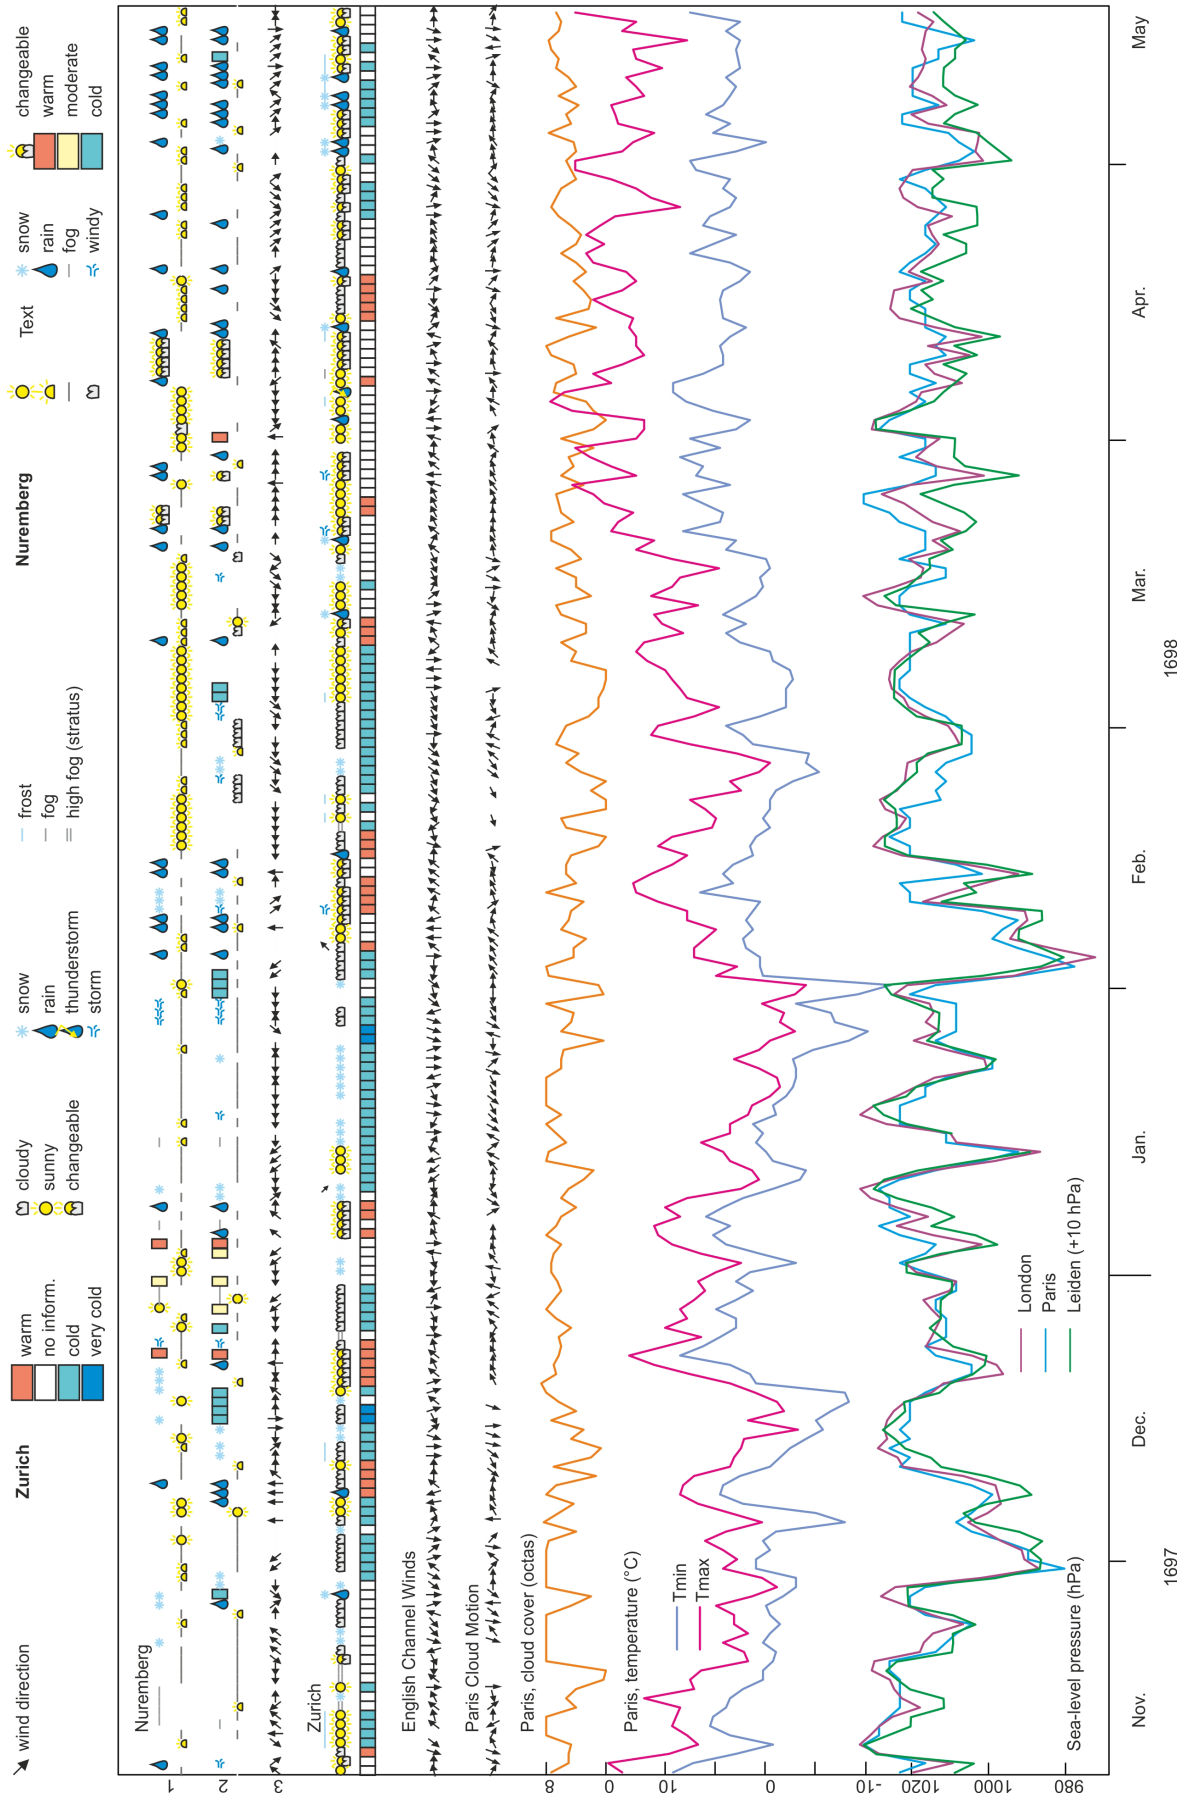 Zurich
Nuremberg
wind direction
warm
no inform.
cold
very cold
cloudy
sunny
changeable
snow
rain
thunderstorm
storm
frost
fog
high fog (stratus)
Text
snow
rain
fog
windy
changeable
warm
moderate
cold
Nuremberg
1
2
3
Zurich
English Channel Winds
Paris Cloud Motion
Paris, cloud cover (octas)
8
0
Paris, temperature (°C)
Tmin
Tmax
10
0
-10
London
Paris
Leiden (+10 hPa)
Sea-level pressure (hPa)
1020
1000
980
Nov.
Dec.
Jan.
Feb.
Mar.
Apr.
May
1697
1698